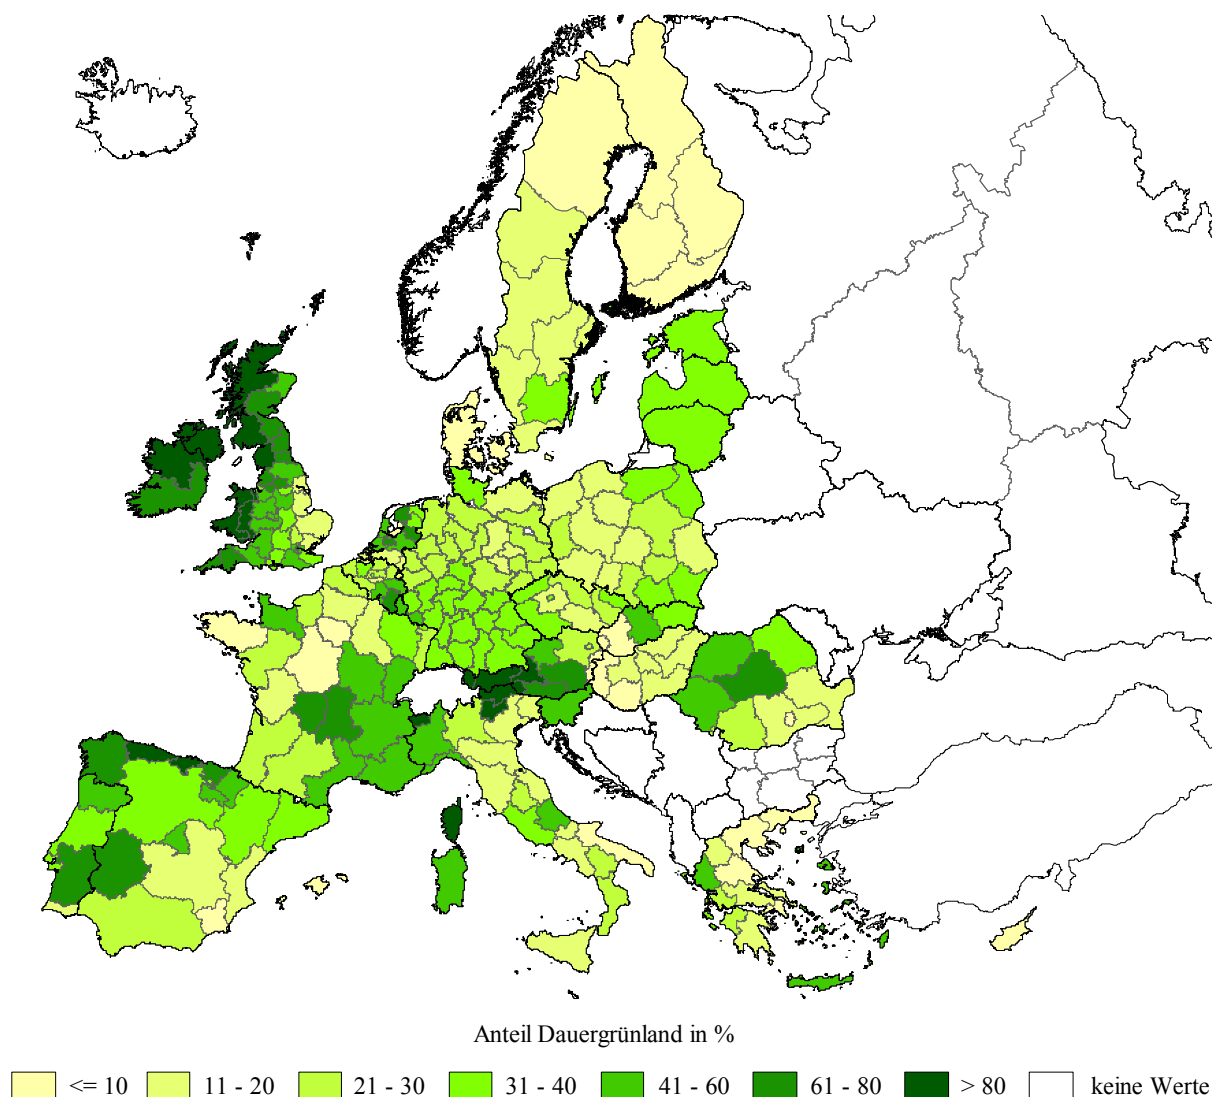 Anteil Dauergrünland in %
<= 10 11 - 20 21 - 30 31 - 40 41 - 60 61 - 80 > 80 keine Werte